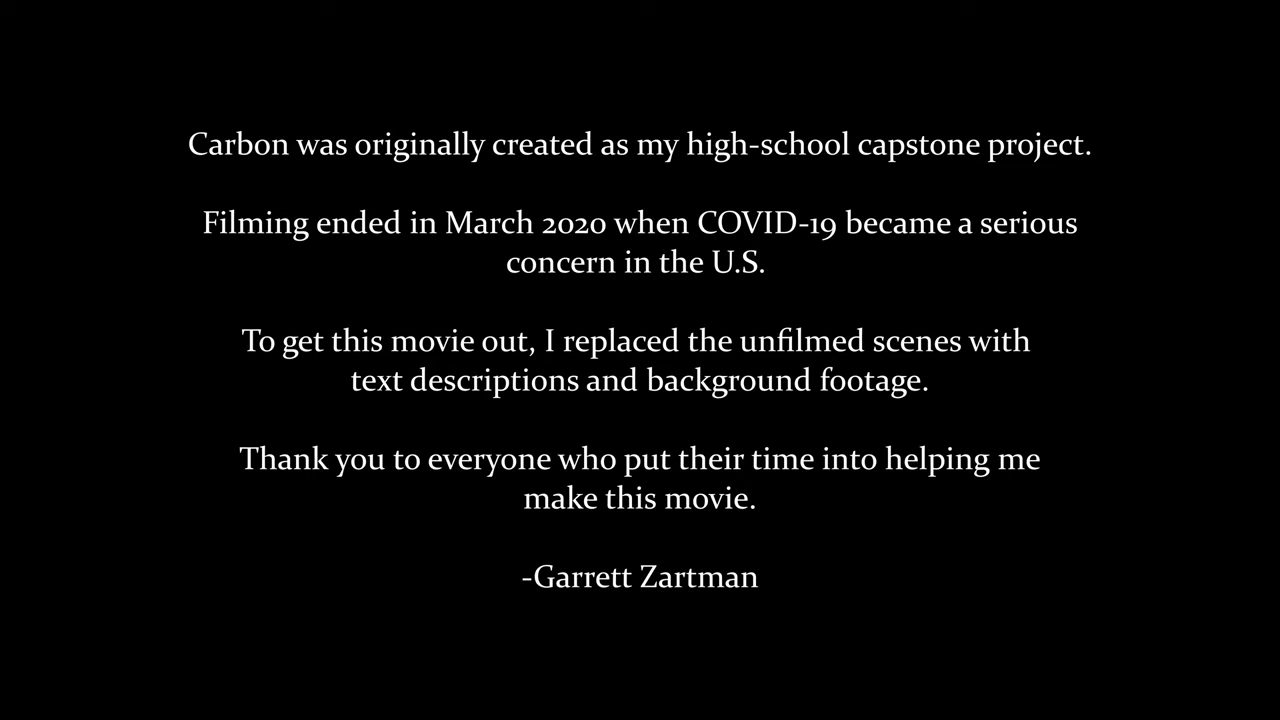 Carbon was originally created as my high-school capstone project.
Filming ended in March 2020 when COVID-19 became a serious
concern in the U.S.
To get this movie out, I replaced the unfilmed scenes with
text descriptions and background footage.
Thank you to everyone who put their time into helping me
make this movie.
-Garrett Zartman